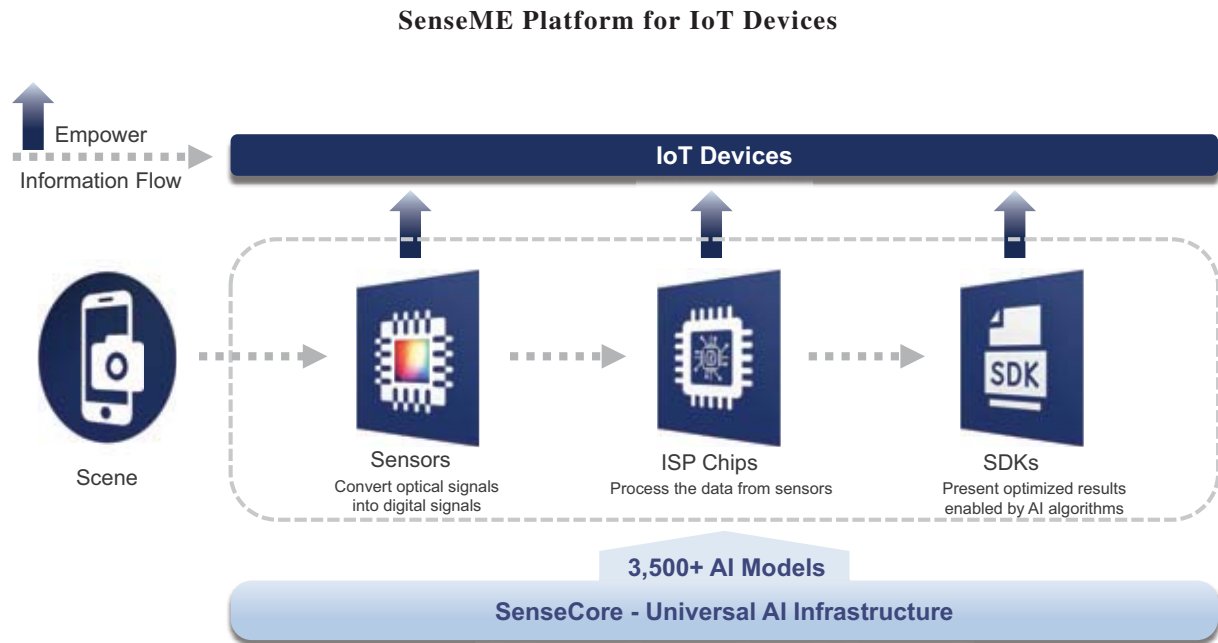 SenseME Platform for IoT Devices
Empower
Information Flow
IoT Devices
Scene
Sensors
Convert optical signals
into digital signals
ISP Chips
Process the data from sensors
SDK
SDKs
Present optimized results
enabled by AI algorithms
3,500+ AI Models
SenseCore - Universal AI Infrastructure